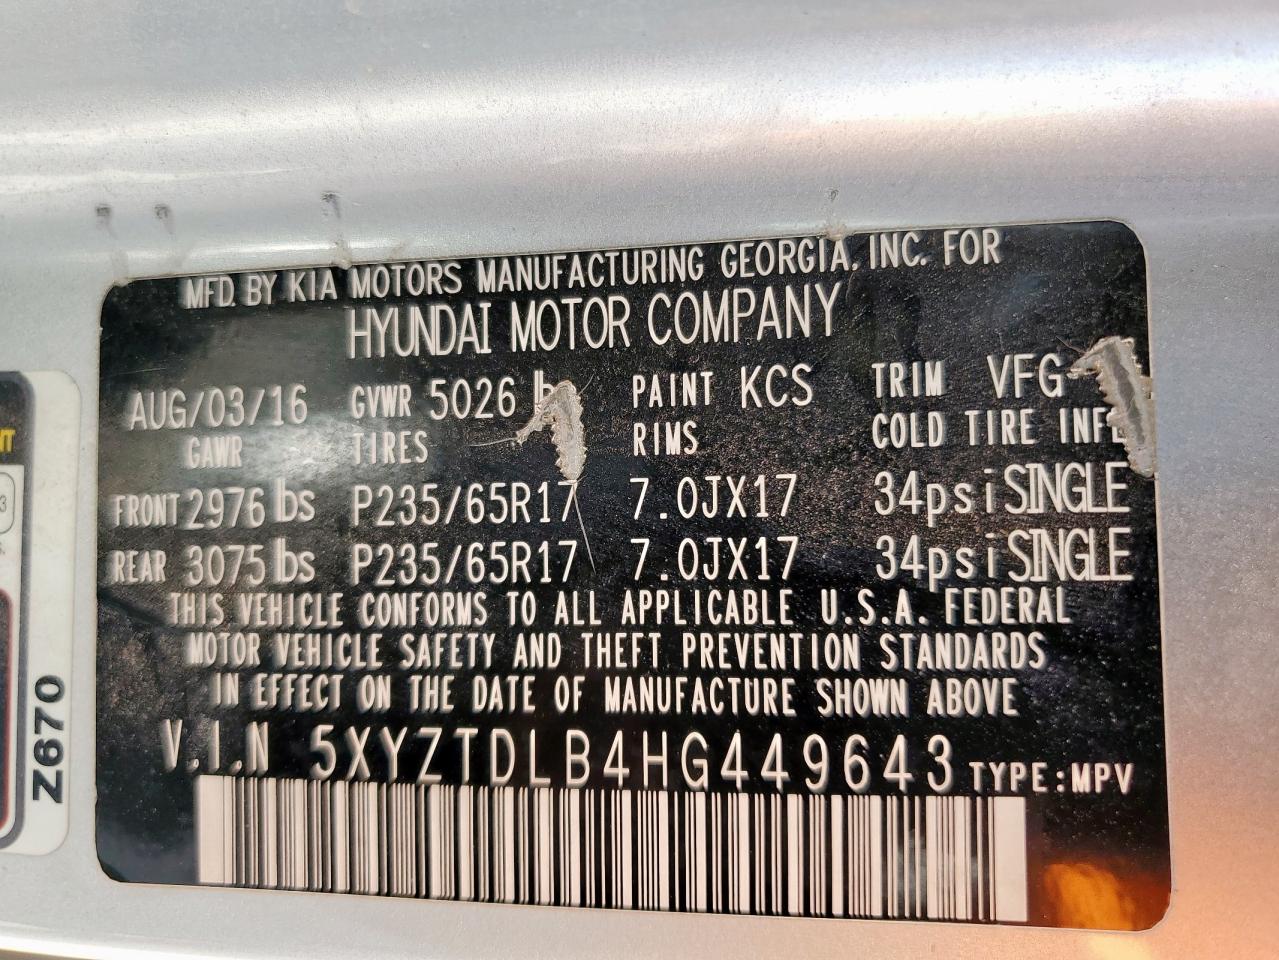 MFD. BY KIA MOTORS MANUFACTURING GEORGIA, INC. FOR
HYUNDAI MOTOR COMPANY
AUG/03/16 GVWR 5026 PAINT KCS TRIM VFG
GAWR TIRES RIMS COLD TIRE
FRONT 2976 lbs P235/65R17 7.0JX17 34psi SINGLE
REAR 3075 lbs P235/65R17 7.0JX17 34psi SINGLE
THIS VEHICLE CONFORMS TO ALL APPLICABLE U.S.A. FEDERAL
MOTOR VEHICLE SAFETY AND THEFT PREVENTION STANDARDS
IN EFFECT ON THE DATE OF MANUFACTURE SHOWN ABOVE
V.I.N 5XYZTDLB4HG449643 TYPE:MPV
Z670